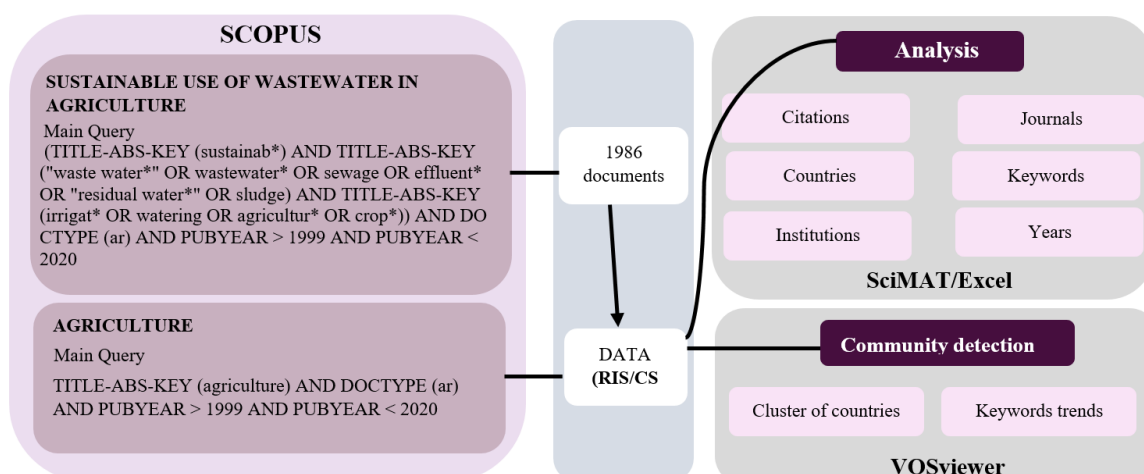 SCOPUS
SUSTAINABLE USE OF WASTEWATER IN
AGRICULTURE
Main Query
(TITLE-ABS-KEY (sustainab*) AND TITLE-ABS-KEY
("waste water*" OR wastewater* OR sewage OR effluent*
OR "residual water*" OR sludge) AND TITLE-ABS-KEY
(irrigat* OR watering OR agricultur* OR crop*)) AND DO
CTYPE (ar) AND PUBYEAR > 1999 AND PUBYEAR <
2020
AGRICULTURE
Main Query
TITLE-ABS-KEY (agriculture) AND DOCTYPE (ar)
AND PUBYEAR > 1999 AND PUBYEAR < 2020
1986
documents
DATA
(RIS/CS
Analysis
Citations
Journals
Countries
Keywords
Institutions
Years
SciMAT/Excel
Community detection
Cluster of countries
Keywords trends
VOSviewer